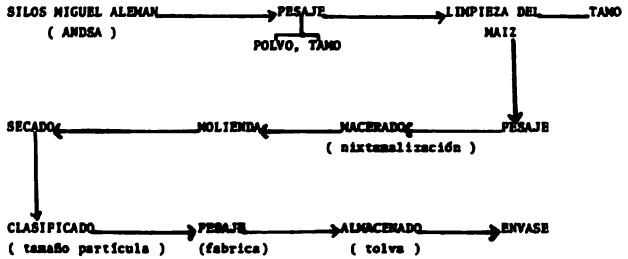 SILOS MIGUEL ALEMAN PESAJE LIMPIEZA DEL TAMO
( ANDSA ) MAIZ
POLVO, TAMO
SECADO MOLIENDA MACERADO PESAJE
( nixtamalización )
CLASIFICADO PESAJE ALMACENADO ENVASE
( tamaño partícula ) (fabrica) ( tolva )